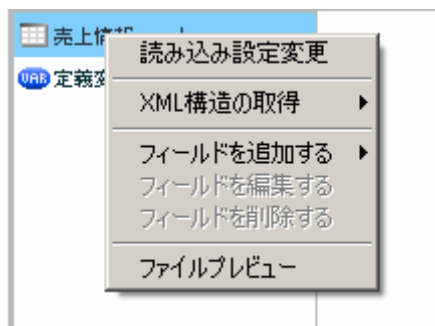 売上情
読み込み設定変更
VAR 定義変
XML構造の取得
フィールドを追加する
フィールドを編集する
フィールドを削除する
ファイルプレビュー